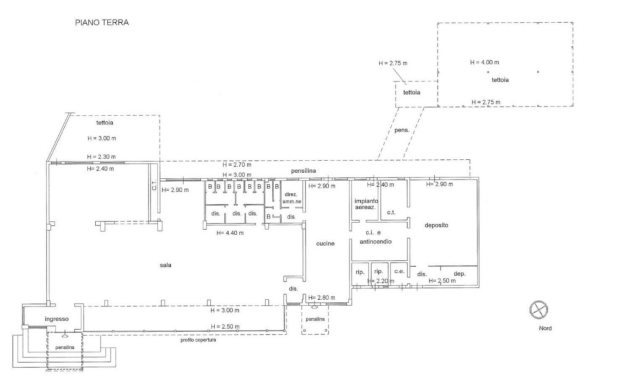 PIANO TERRA
H = 2.75 m
H = 4.00 m
tettoia
tettoia
H = 2.75 m
tettoia
pens.
H = 3.00 m
H = 2.30 m
H= 2.40 m
H = 2.70 m
H = 3.00 m
pensilina
c.t.
H= 2.90 m
B B B B B B B B
direz.
amm.ne
H= 2.90 m
H= 2.40 m
H= 2.90 m
impianto
aereaz.
c.t.
dis. dis. dis. B. dis.
H= 4.40 m
deposito
cucine
c.i. e
antincendio
sala
rip. rip. c.e. dis. dep.
H= 2.20 m
H= 2.50 m
dis.
H= 2.80 m
H = 3.00 m
ingresso
H = 2.50 m
pensilina
profilo coperture
pensilina
Nord